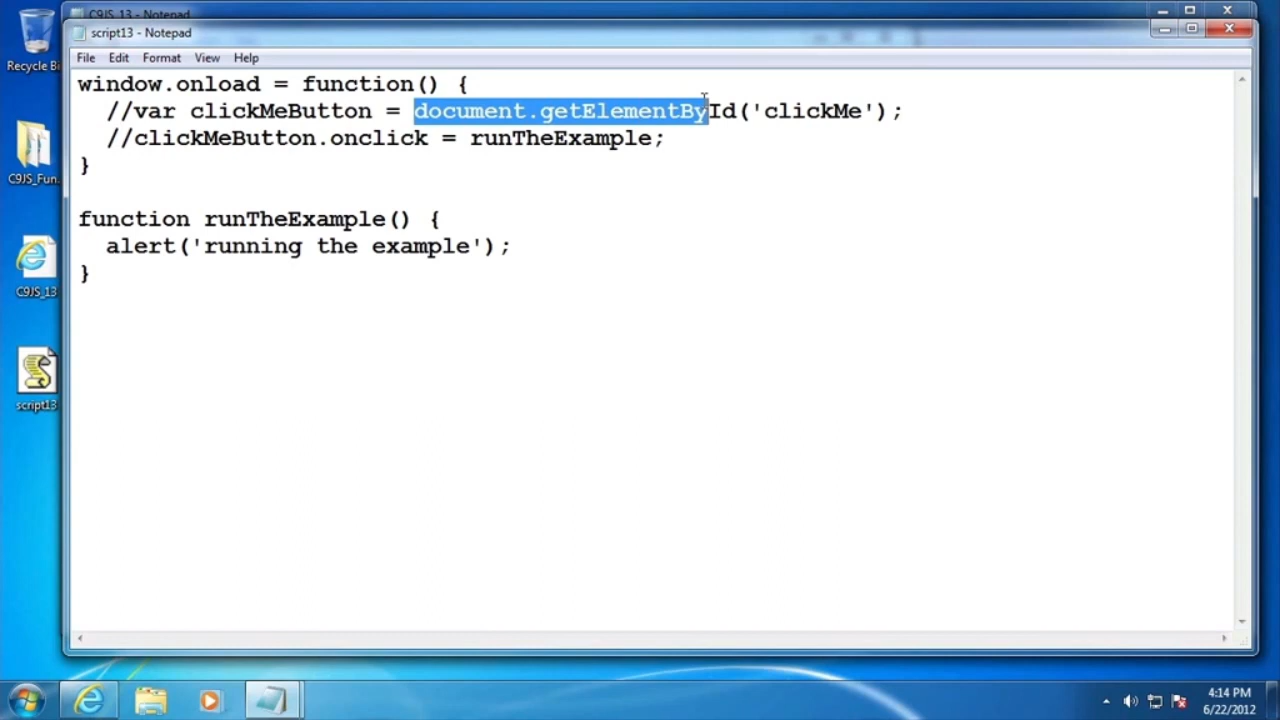 C9JS_13 - Notepad
script13 - Notepad
File Edit Format View Help
window.onload = function() {
//var clickMeButton = document.getElementById('clickMe');
//clickMeButton.onclick = runTheExample;
}
function runTheExample() {
alert('running the example');
}
Recycle Bi
C9JS_Fun.
C9JS_13
script13
4:14 PM
6/22/2012